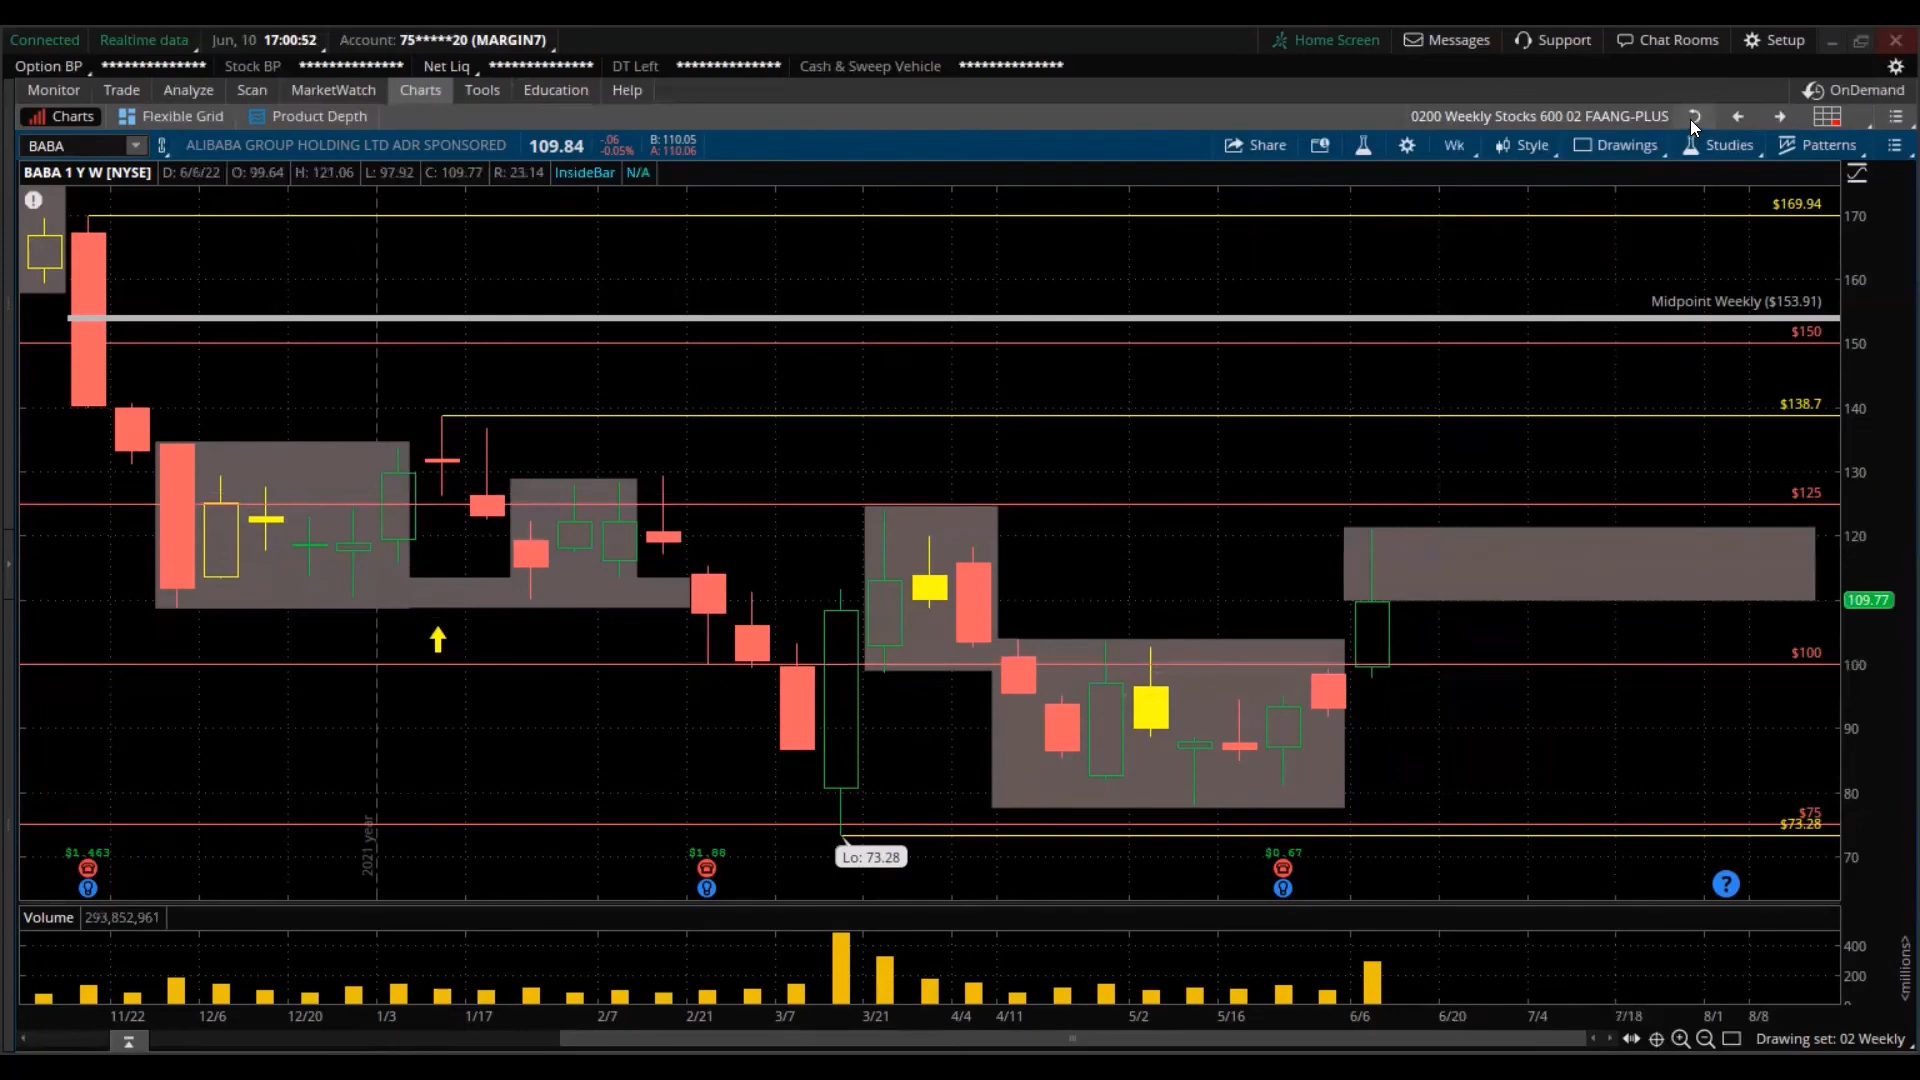 Connected Realtime data Jun, 10 17:00:52 Account: 75*****20 (MARGIN7) Home Screen Messages Support Chat Rooms Setup
Option BP ************** Stock BP ************** Net Liq ************** DT Left ************** Cash & Sweep Vehicle **************
Monitor Trade Analyze Scan MarketWatch Charts Tools Education Help OnDemand
Charts Flexible Grid Product Depth 0200 Weekly Stocks 600 02 FAANG-PLUS
BABA ALIBABA GROUP HOLDING LTD ADR SPONSORED 109.84 -.06 -0.05% B: 110.05 A: 110.06 Share Wk Style Drawings Studies Patterns
BABA 1 Y W [NYSE] D: 6/6/22 O: 99.64 H: 121.06 L: 97.92 C: 109.77 R: 23.14 InsideBar N/A
$169.94
170
160
Midpoint Weekly ($153.91)
$150
150
$138.7
140
130
$125
120
109.77
$100
100
90
80
$75
$73.28
2021 year
$1.463 $1.88 Lo: 73.28 $0.67
70
?
Volume 293,852,961
400
200
0
<millions>
11/22 12/6 12/20 1/3 1/17 2/7 2/21 3/7 3/21 4/4 4/11 5/2 5/16 6/6 6/20 7/4 7/18 8/1 8/8
Drawing set: 02 Weekly